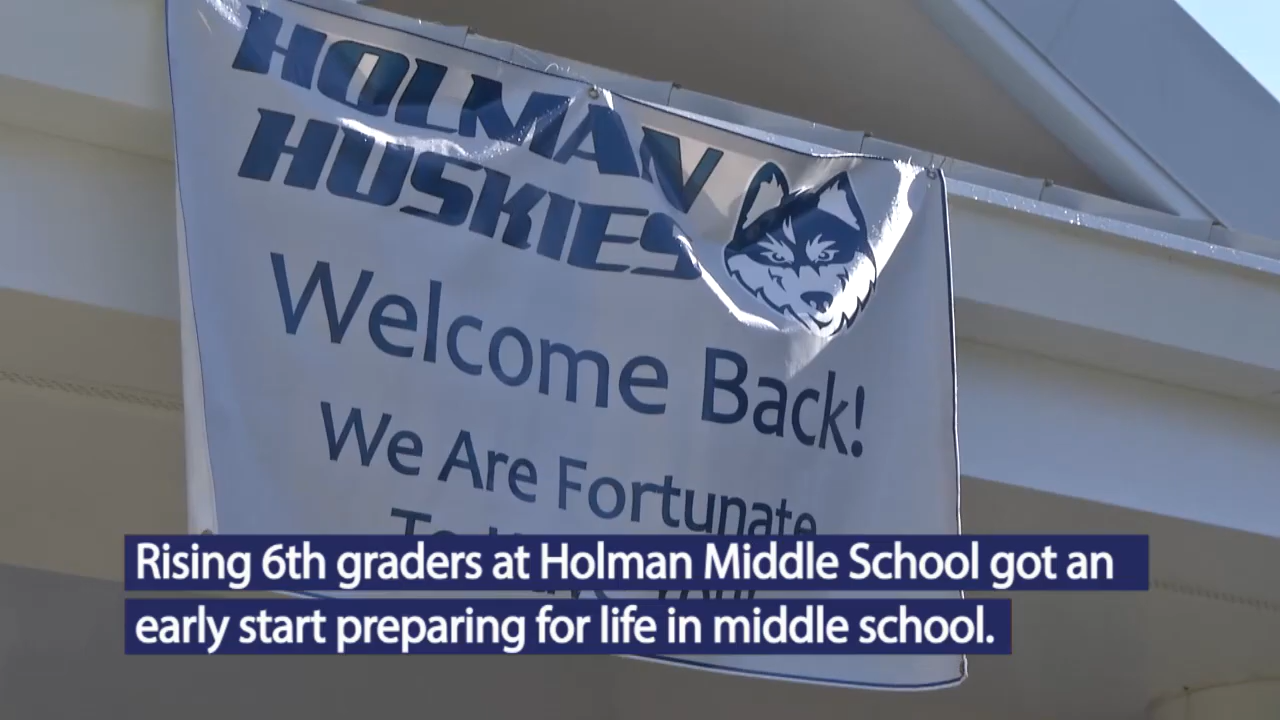 HOLMAN
HUSKIES
Welcome Back!
We Are Fortunate
Rising 6th graders at Holman Middle School got an
early start preparing for life in middle school.